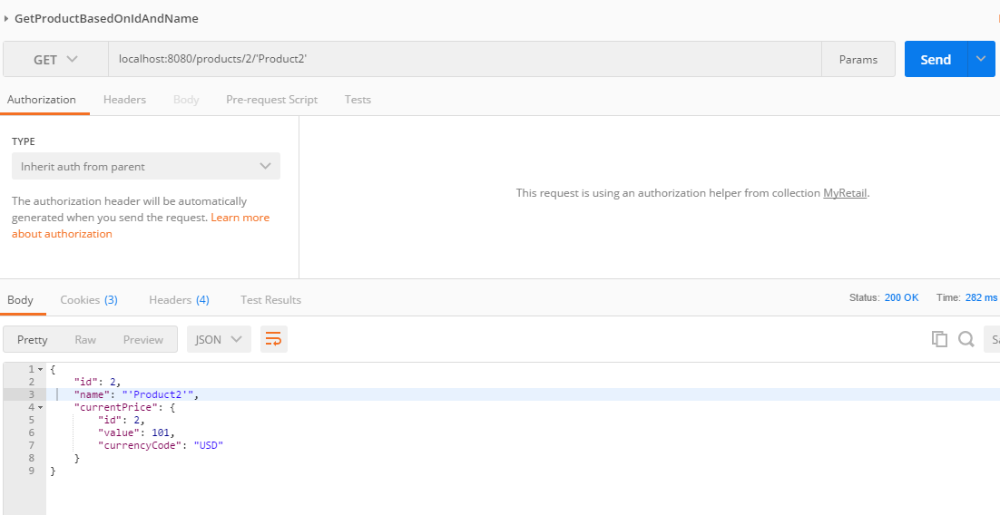 GetProductBasedOnIdAndName
GET localhost:8080/products/2/'Product2' Params Send
Authorization Headers Body Pre-request Script Tests
TYPE
Inherit auth from parent
The authorization header will be automatically
generated when you send the request. Learn more
about authorization
This request is using an authorization helper from collection MyRetail.
Body Cookies (3) Headers (4) Test Results Status: 200 OK Time: 282 ms
Pretty Raw Preview JSON
1 {
2 "id": 2,
3 "name": "'Product2'",
4 "currentPrice": {
5 "id": 2,
6 "value": 101,
7 "currencyCode": "USD"
8 }
9 }